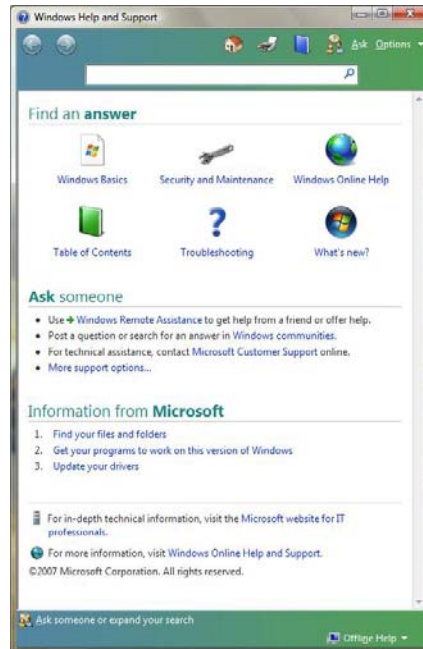 Windows Help and Support
Ask Options
Find an answer
Windows Basics Security and Maintenance Windows Online Help
Table of Contents Troubleshooting What's new?
Ask someone
Use Windows Remote Assistance to get help from a friend or offer help.
Post a question or search for an answer in Windows communities.
For technical assistance, contact Microsoft Customer Support online.
More support options...
Information from Microsoft
1. Find your files and folders
2. Get your programs to work on this version of Windows
3. Update your drivers
For in-depth technical information, visit the Microsoft website for IT
professionals.
For more information, visit Windows Online Help and Support.
©2007 Microsoft Corporation. All rights reserved.
Ask someone or expand your search
Offline Help